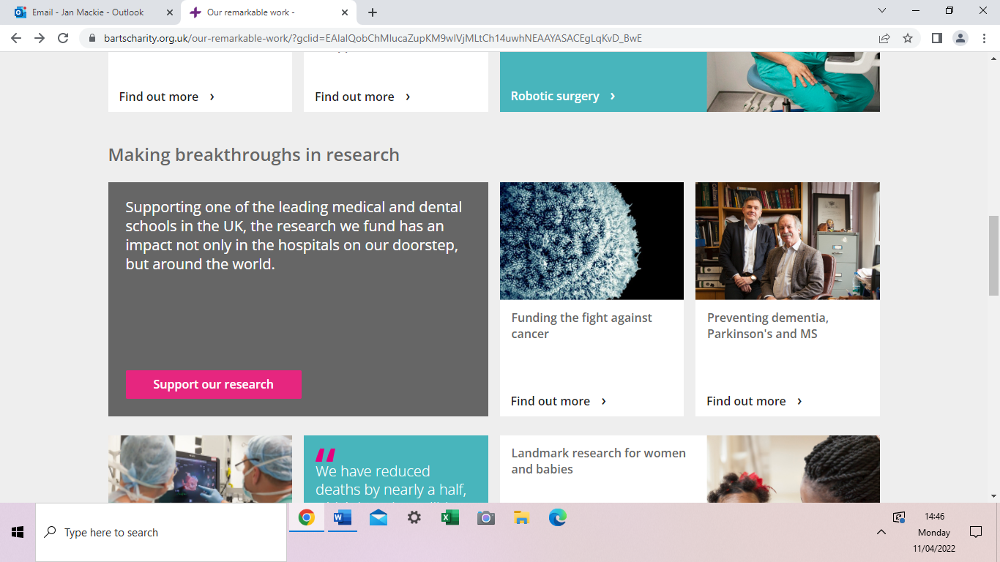 Email - Jan Mackie - Outlook
Our remarkable work -
bartscharity.org.uk/our-remarkable-work/?gclid=EAIaIQobChMIucaZupKM9wIVjMLtCh14uwhNEAAYASACEgLqKvD_BwE
Find out more
Find out more
Robotic surgery
Making breakthroughs in research
Supporting one of the leading medical and dental
schools in the UK, the research we fund has an
impact not only in the hospitals on our doorstep,
but around the world.
Support our research
Funding the fight against
cancer
Find out more
Preventing dementia,
Parkinson's and MS
Find out more
“
We have reduced
deaths by nearly a half,
Landmark research for women
and babies
Type here to search
14:46
Monday
11/04/2022